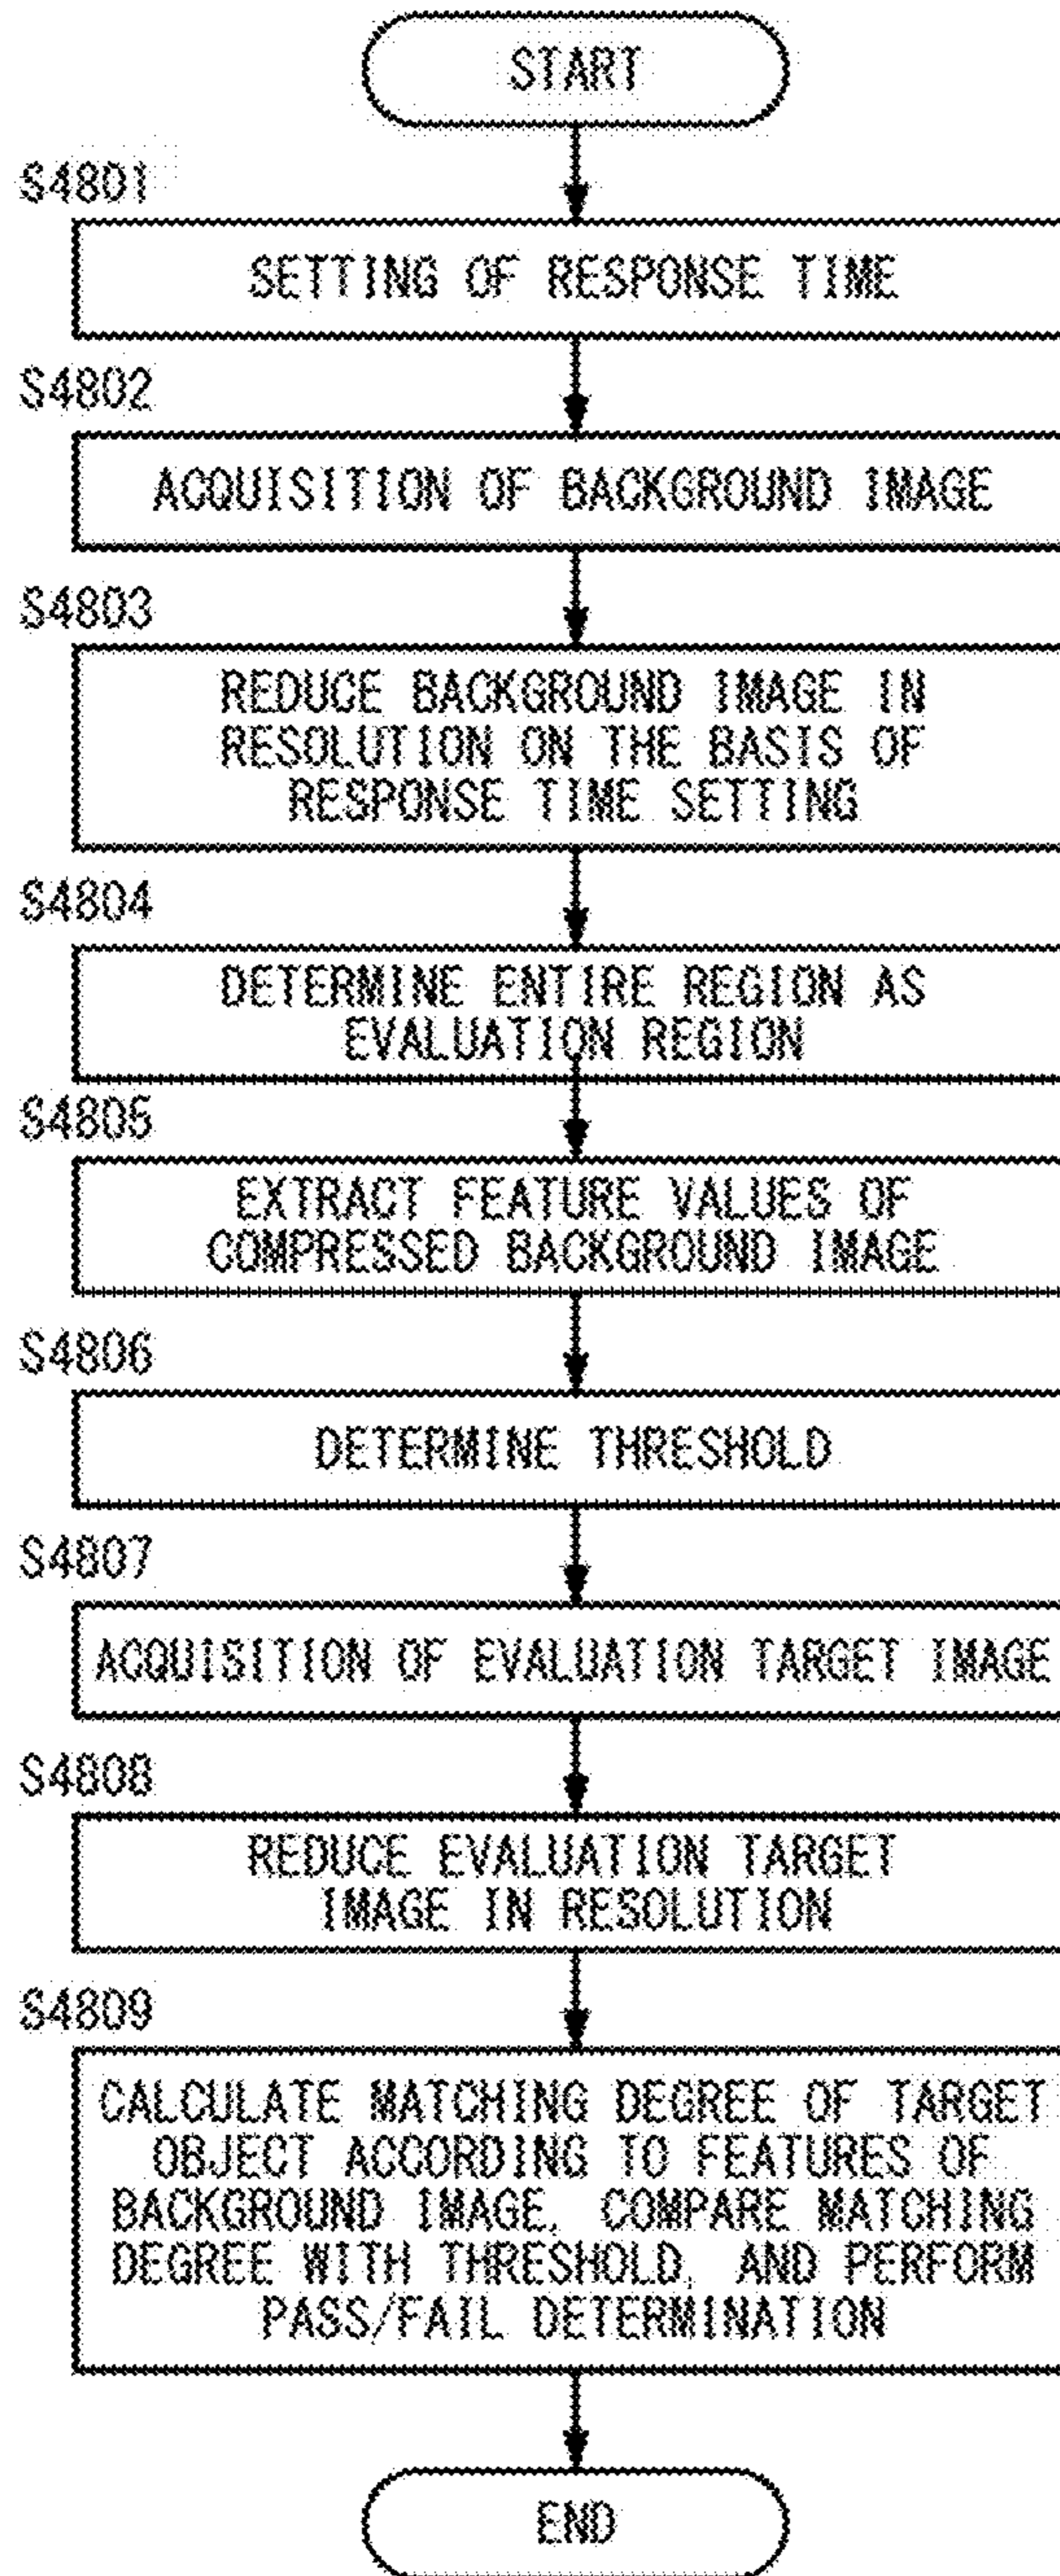 START
S4801
SETTING OF RESPONSE TIME
S4802
ACQUISITION OF BACKGROUND IMAGE
S4803
REDUCE BACKGROUND IMAGE IN
RESOLUTION ON THE BASIS OF
RESPONSE TIME SETTING
S4804
DETERMINE ENTIRE REGION AS
EVALUATION REGION
S4805
EXTRACT FEATURE VALUES OF
COMPRESSED BACKGROUND IMAGE
S4806
DETERMINE THRESHOLD
S4807
ACQUISITION OF EVALUATION TARGET IMAGE
S4808
REDUCE EVALUATION TARGET
IMAGE IN RESOLUTION
S4809
CALCULATE MATCHING DEGREE OF TARGET
OBJECT ACCORDING TO FEATURES OF
BACKGROUND IMAGE, COMPARE MATCHING
DEGREE WITH THRESHOLD, AND PERFORM
PASS/FAIL DETERMINATION
END